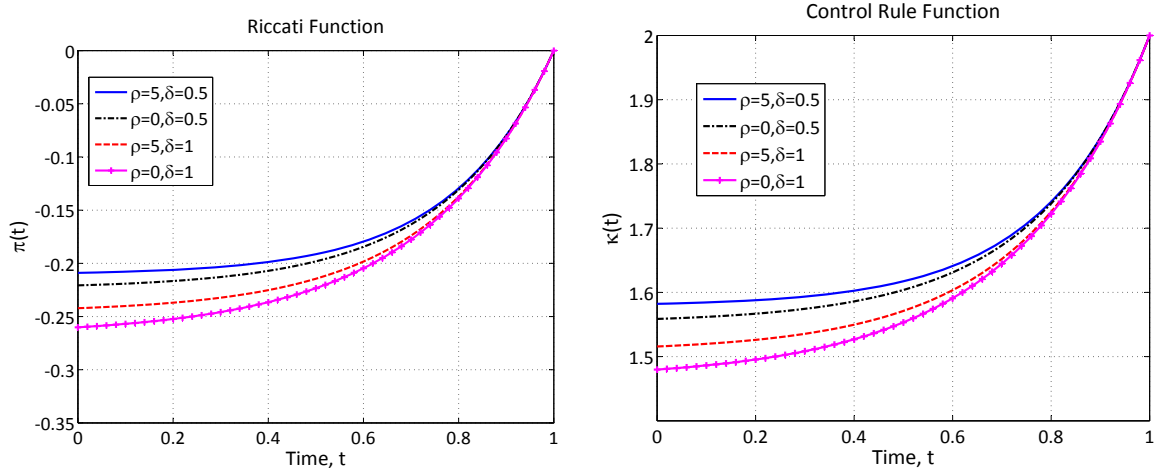 Riccati Function
0
-0.05
-0.1
-0.15
-0.2
-0.25
-0.3
-0.35
π(t)
ρ=5,δ=0.5
ρ=0,δ=0.5
ρ=5,δ=1
ρ=0,δ=1
0 0.2 0.4 0.6 0.8 1
Time, t
Control Rule Function
2
1.9
1.8
1.7
1.6
1.5
κ(t)
ρ=5,δ=0.5
ρ=0,δ=0.5
ρ=5,δ=1
ρ=0,δ=1
0 0.2 0.4 0.6 0.8 1
Time, t